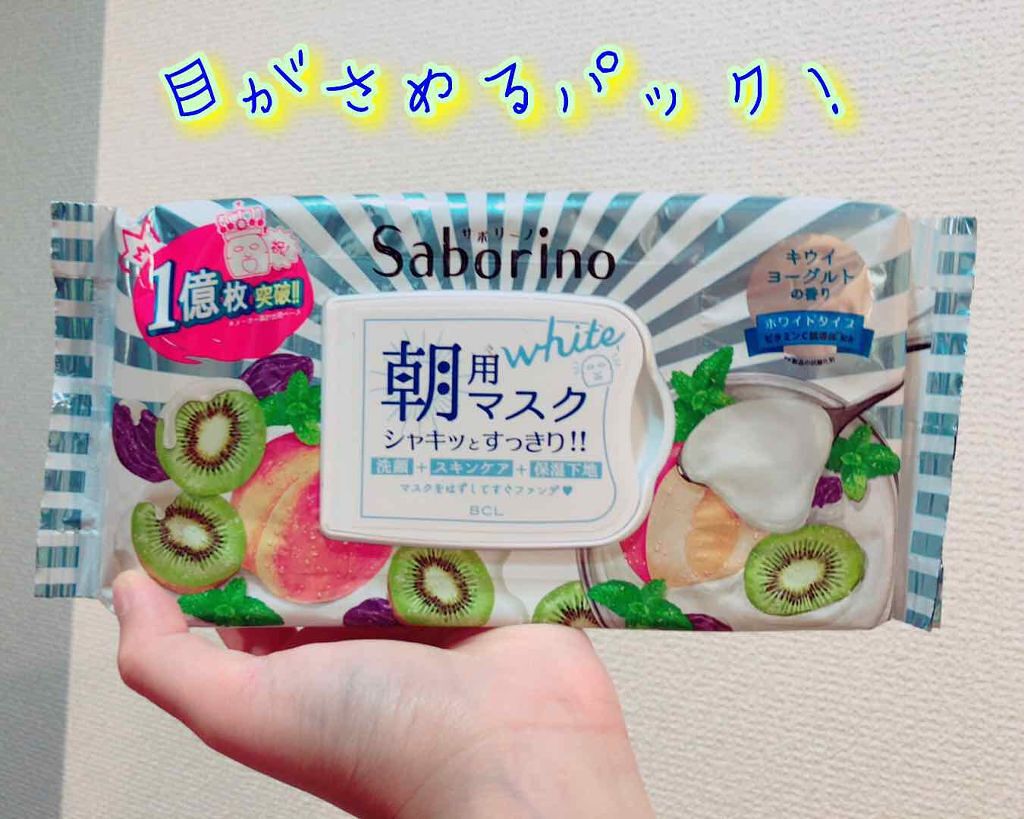 目がさめるパック!
祝!
1億枚突破!!
サボリーノ
Saborino
キウイ
ヨーグルト
の香り
ホワイトタイプ
white
朝用
マスク
シャキッとすっきり!!
洗顔+スキンケア+保湿下地
マスクをはずしてすぐファンデ♥
BCL